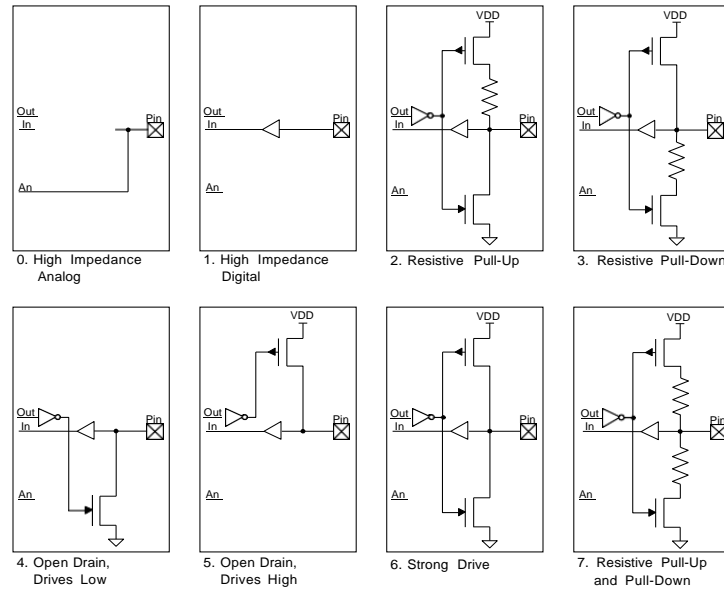 VDD
VDD
Out
In
Pin
An
Out
In
Pin
An
Out
In
Pin
An
Out
In
Pin
An
0. High Impedance
Analog
1. High Impedance
Digital
2. Resistive Pull-Up
3. Resistive Pull-Down
VDD
VDD
VDD
Out
In
Pin
An
Out
In
Pin
An
Out
In
Pin
An
Out
In
Pin
An
4. Open Drain,
Drives Low
5. Open Drain,
Drives High
6. Strong Drive
7. Resistive Pull-Up
and Pull-Down